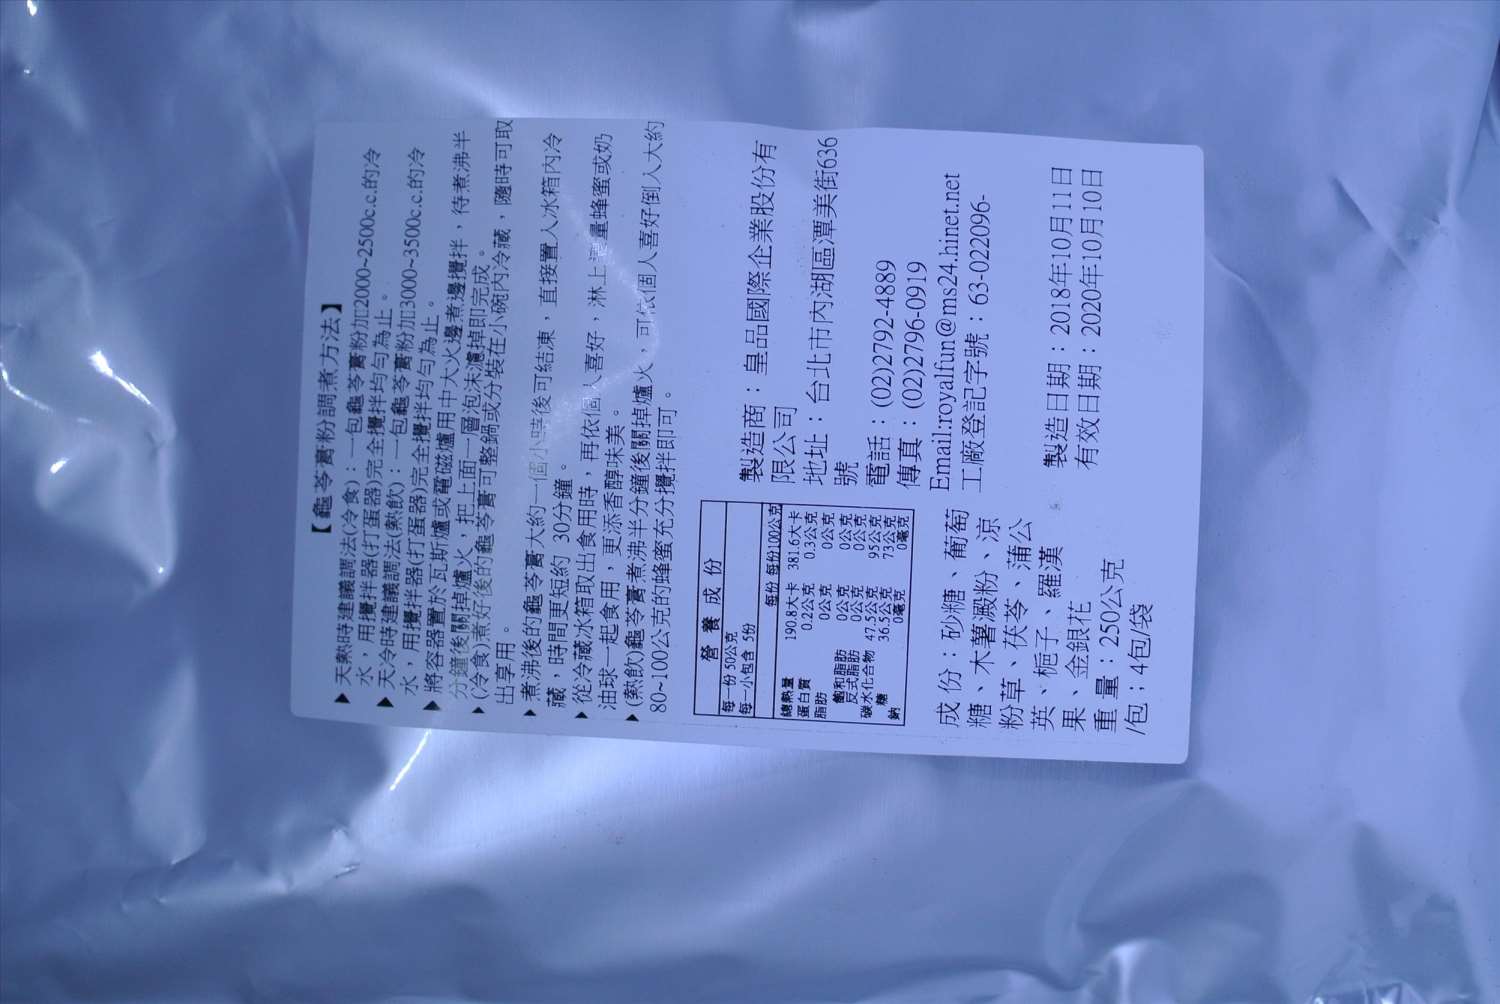 【龜苓膏粉調煮方法】
▶ 天熱時建議調法(冷食)：一包龜苓膏粉加2000~2500c.c.的冷
水，用攪拌器(打蛋器)完全攪拌均勻為止。
▶ 天冷時建議調法(熱飲)：一包龜苓膏粉加3000~3500c.c.的冷
水，用攪拌器(打蛋器)完全攪拌均勻為止。
▶ 將容器置於瓦斯爐或電磁爐用中大火邊煮邊攪拌，待煮沸半
分鐘後關掉爐火，把上面一層泡沫濾掉即完成。
▶ (冷食)煮好後的龜苓膏可整鍋或分裝在小碗內冷藏，隨時可取
出享用。
▶ 煮沸後的龜苓膏大約一個小時後可結凍，直接置入冰箱內冷
藏，時間更短約 30分鐘。
▶ 從冷藏冰箱取出食用時，再依個人喜好，淋上適量蜂蜜或奶
油球一起食用，更添香醇味美。
▶ (熱飲)龜苓膏煮沸半分鐘後關掉爐火，可依個人喜好倒入大約
80~100公克的蜂蜜充分攪拌即可。
營 養 成 份
每一份 50公克
每一小包含 5份
每份 每份100公克
總熱量 190.8大卡 381.6大卡
蛋白質 0.2公克 0.3公克
脂肪 0公克 0公克
飽和脂肪 0公克 0公克
反式脂肪 0公克 0公克
碳水化合物 47.5公克 95公克
糖 36.5公克 73公克
鈉 0毫克 0毫克
製造商：皇品國際企業股份有
限公司
地址：台北市內湖區潭美街636
號
電話：(02)2792-4889
傳真：(02)2796-0919
Email:royalfun@ms24.hinet.net
工廠登記字號：63-022096-
製造日期：2018年10月11日
有效日期：2020年10月10日
成份：砂糖、葡萄
糖、木薯澱粉、涼
粉草、茯苓、蒲公
英、梔子、羅漢
果、金銀花
重量：250公克
/包；4包/袋